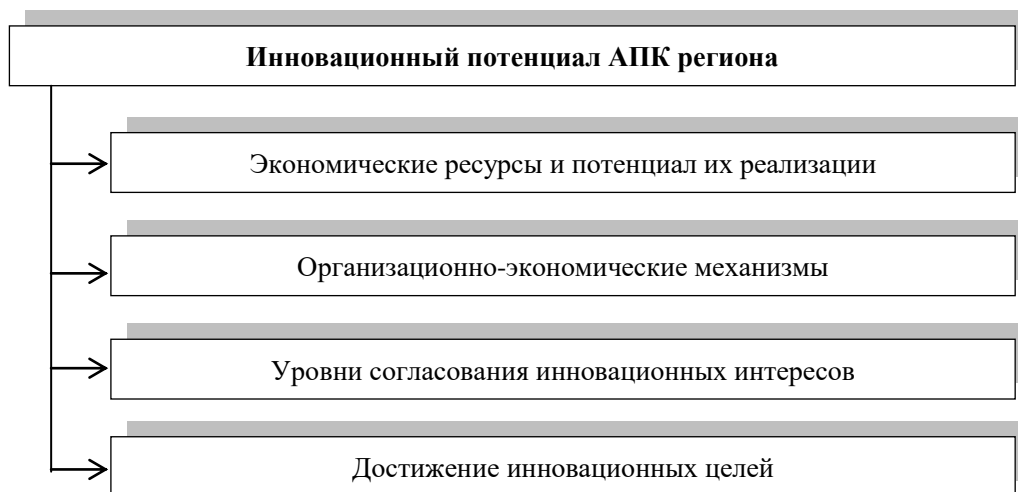 Инновационный потенциал АПК региона
Экономические ресурсы и потенциал их реализации
Организационно-экономические механизмы
Уровни согласования инновационных интересов
Достижение инновационных целей